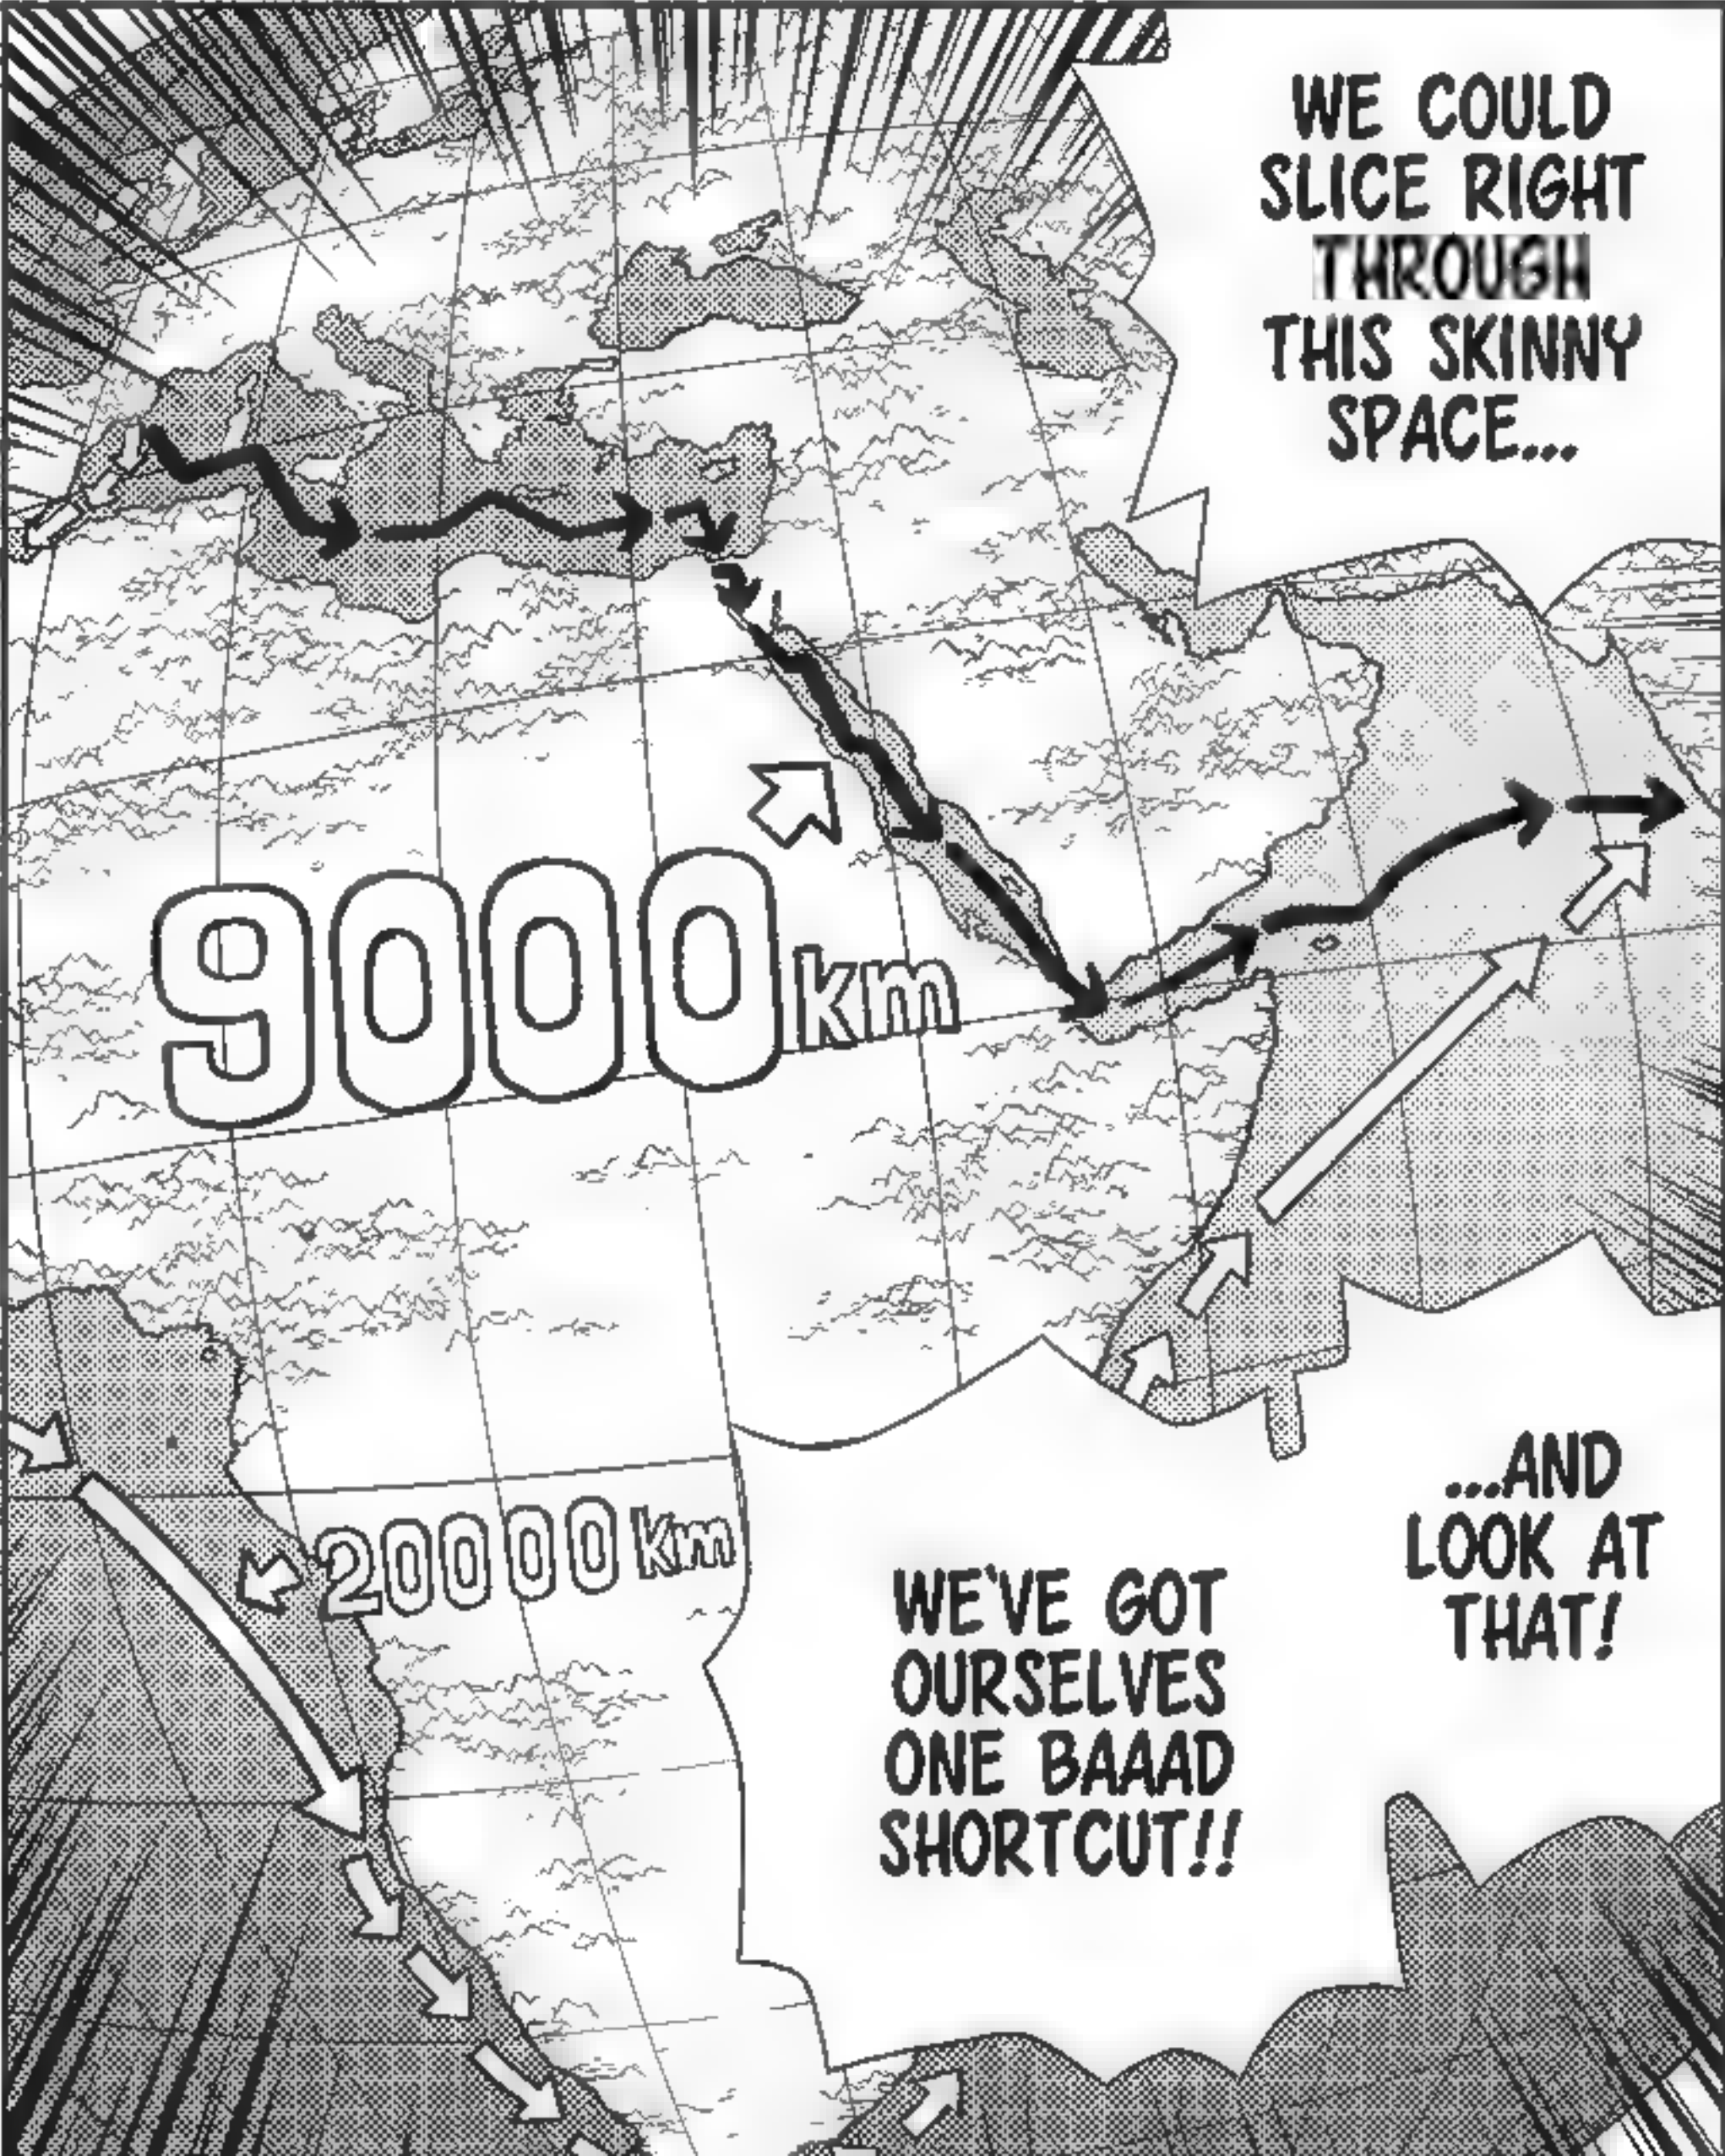 WE COULD
SLICE RIGHT
THROUGH
THIS SKINNY
SPACE...
9000km
20000Km
...AND
LOOK AT
THAT!
WE'VE GOT
OURSELVES
ONE BAAAD
SHORTCUT!!